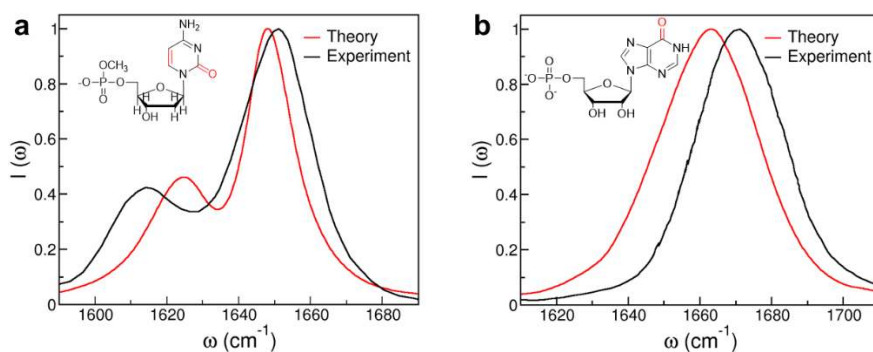 a
b
Theory
Experiment
Theory
Experiment
NH₂
OCH₃
⁻O-P-O
O
N
N
O
O
H
H
H
H
OH
H
O
N
NH
N
N
O
⁻O-P-O
O⁻
O
OH OH
I (ω)
1
0.8
0.6
0.4
0.2
0
1600 1620 1640 1660 1680
ω (cm⁻¹)
I (ω)
1
0.8
0.6
0.4
0.2
0
1620 1640 1660 1680 1700
ω (cm⁻¹)